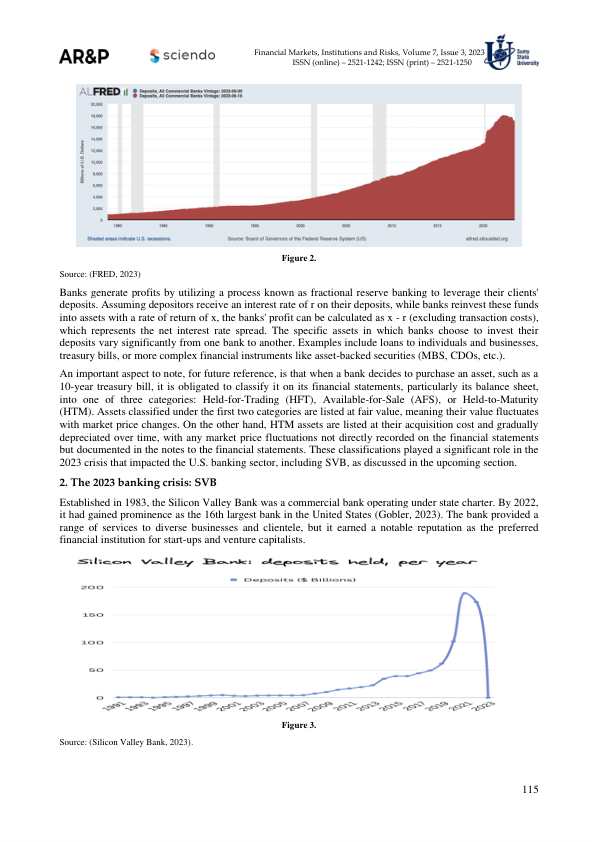 AR&P
sciendo
Financial Markets, Institutions and Risks, Volume 7, Issue 3, 2023
ISSN (online) – 2521-1242; ISSN (print) – 2521-1250
Sumy
State
University
ALFRED
Deposits, All Commercial Banks Vintage: 2023-06-09
Deposits, All Commercial Banks Vintage: 2023-06-16
Billions of U.S. Dollars
20,000
18,000
16,000
14,000
12,000
10,000
8,000
6,000
4,000
2,000
0
1980 1985 1990 1995 2000 2005 2010 2015 2020
Shaded areas indicate U.S. recessions.
Source: Board of Governors of the Federal Reserve System (US)
alfred.stlouisfed.org
Figure 2.
Source: (FRED, 2023)
Banks generate profits by utilizing a process known as fractional reserve banking to leverage their clients'
deposits. Assuming depositors receive an interest rate of r on their deposits, while banks reinvest these funds
into assets with a rate of return of x, the banks' profit can be calculated as x - r (excluding transaction costs),
which represents the net interest rate spread. The specific assets in which banks choose to invest their
deposits vary significantly from one bank to another. Examples include loans to individuals and businesses,
treasury bills, or more complex financial instruments like asset-backed securities (MBS, CDOs, etc.).
An important aspect to note, for future reference, is that when a bank decides to purchase an asset, such as a
10-year treasury bill, it is obligated to classify it on its financial statements, particularly its balance sheet,
into one of three categories: Held-for-Trading (HFT), Available-for-Sale (AFS), or Held-to-Maturity
(HTM). Assets classified under the first two categories are listed at fair value, meaning their value fluctuates
with market price changes. On the other hand, HTM assets are listed at their acquisition cost and gradually
depreciated over time, with any market price fluctuations not directly recorded on the financial statements
but documented in the notes to the financial statements. These classifications played a significant role in the
2023 crisis that impacted the U.S. banking sector, including SVB, as discussed in the upcoming section.
2. The 2023 banking crisis: SVB
Established in 1983, the Silicon Valley Bank was a commercial bank operating under state charter. By 2022,
it had gained prominence as the 16th largest bank in the United States (Gobler, 2023). The bank provided a
range of services to diverse businesses and clientele, but it earned a notable reputation as the preferred
financial institution for start-ups and venture capitalists.
Silicon Valley Bank: deposits held, per year
Deposits ($ Billions)
200
150
100
50
0
1991 1993 1995 1997 1999 2001 2003 2005 2007 2009 2011 2013 2015 2017 2019 2021 2023
Figure 3.
Source: (Silicon Valley Bank, 2023).
115